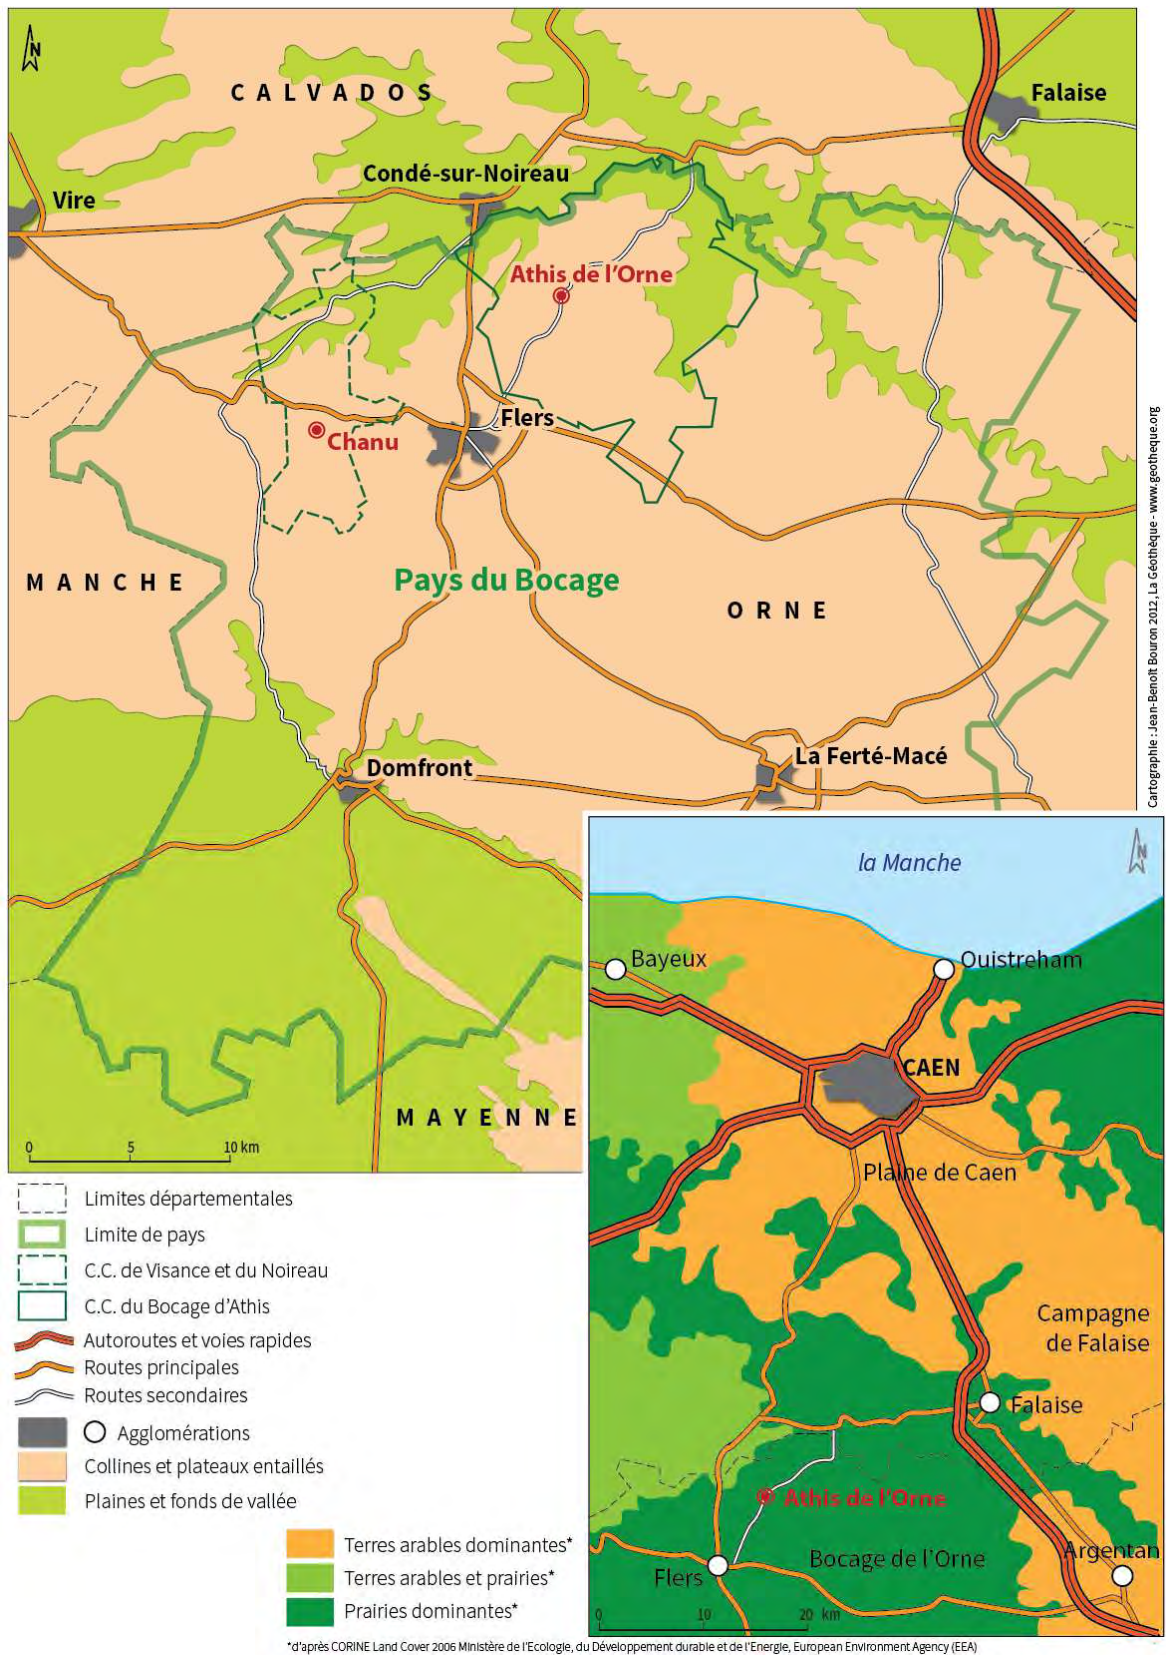 N
CALVADOS
Falaise
Condé-sur-Noireau
Vire
Athis de l'Orne
Flers
Chanu
Pays du Bocage
MANCHE
ORNE
La Ferté-Macé
Domfront
MAYENNE
0 5 10 km
Cartographie : Jean-Benoît Bouron 2012, La Géothèque - www.geotheque.org
N
la Manche
Bayeux
Ouistreham
CAEN
Plaine de Caen
Campagne
de Falaise
Falaise
Athis de l'Orne
Bocage de l'Orne
Argentan
Flers
0 10 20 km
Limites départementales
Limite de pays
C.C. de Visance et du Noireau
C.C. du Bocage d'Athis
Autoroutes et voies rapides
Routes principales
Routes secondaires
Agglomérations
Collines et plateaux entaillés
Plaines et fonds de vallée
Terres arables dominantes*
Terres arables et prairies*
Prairies dominantes*
*d'après CORINE Land Cover 2006 Ministère de l'Ecologie, du Développement durable et de l'Energie, European Environment Agency (EEA)